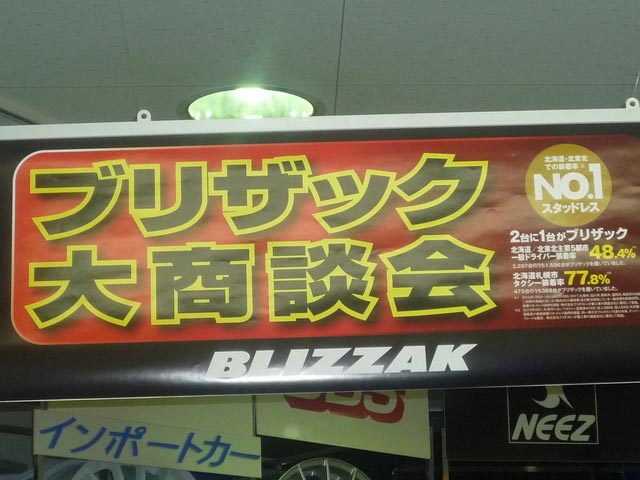 ブリザック
大商談会
BLIZZAK
北海道・北東北
での装着率
NO.1
スタッドレス
2台に1台がブリザック
北海道/北東北主要5都市
一般ドライバー装着率 48.4%
北海道札幌市
タクシー装着率 77.8%
インポートカー
NEEZ